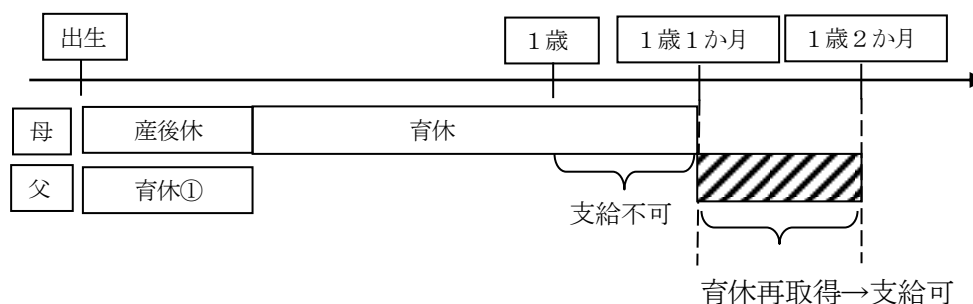 出生
１歳
１歳１か月
１歳２か月
母
産後休
育休
父
育休①
支給不可
育休再取得→支給可